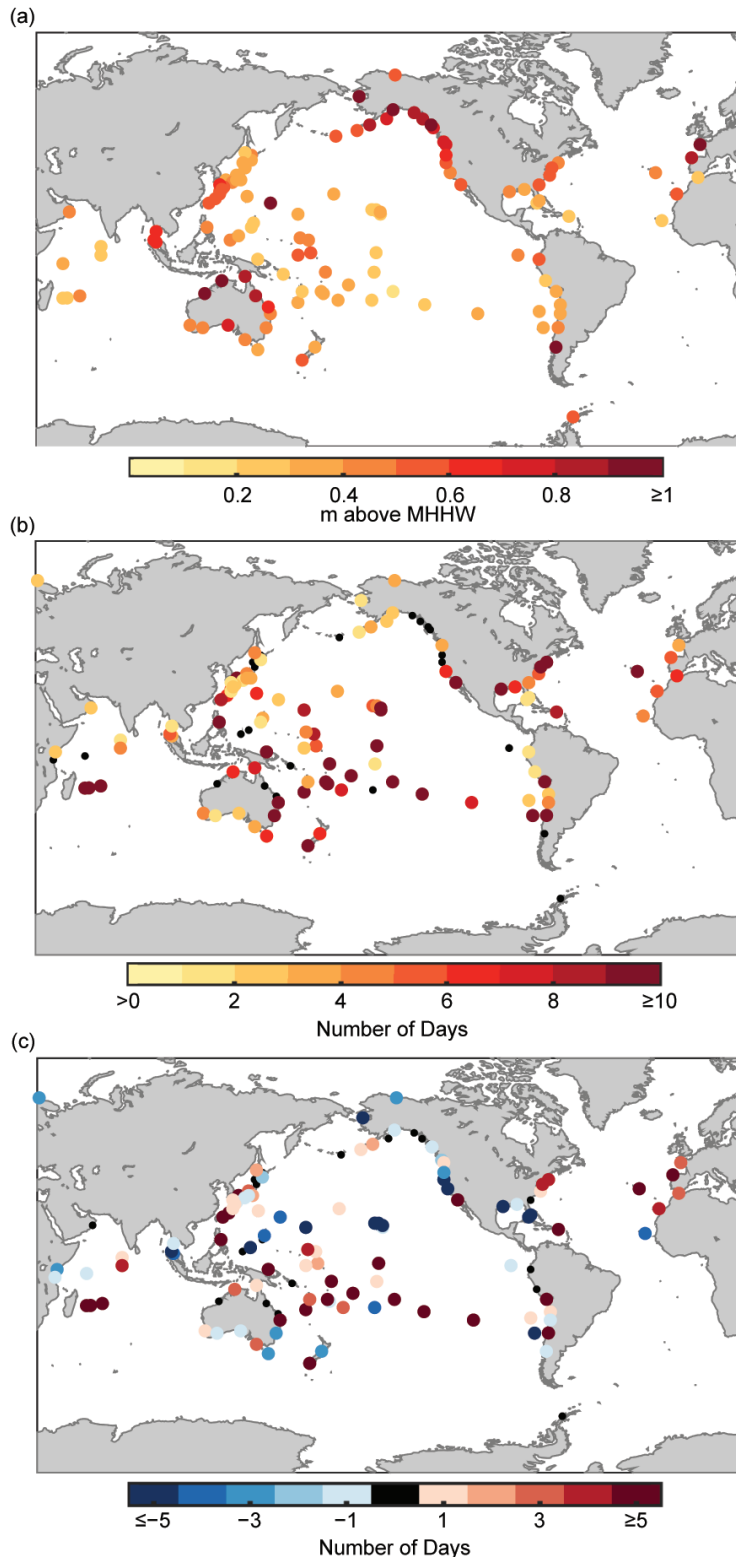 (a)
0.2 0.4 0.6 0.8 ≥1
m above MHHW
(b)
>0 2 4 6 8 ≥10
Number of Days
(c)
≤−5 −3 −1 1 3 ≥5
Number of Days